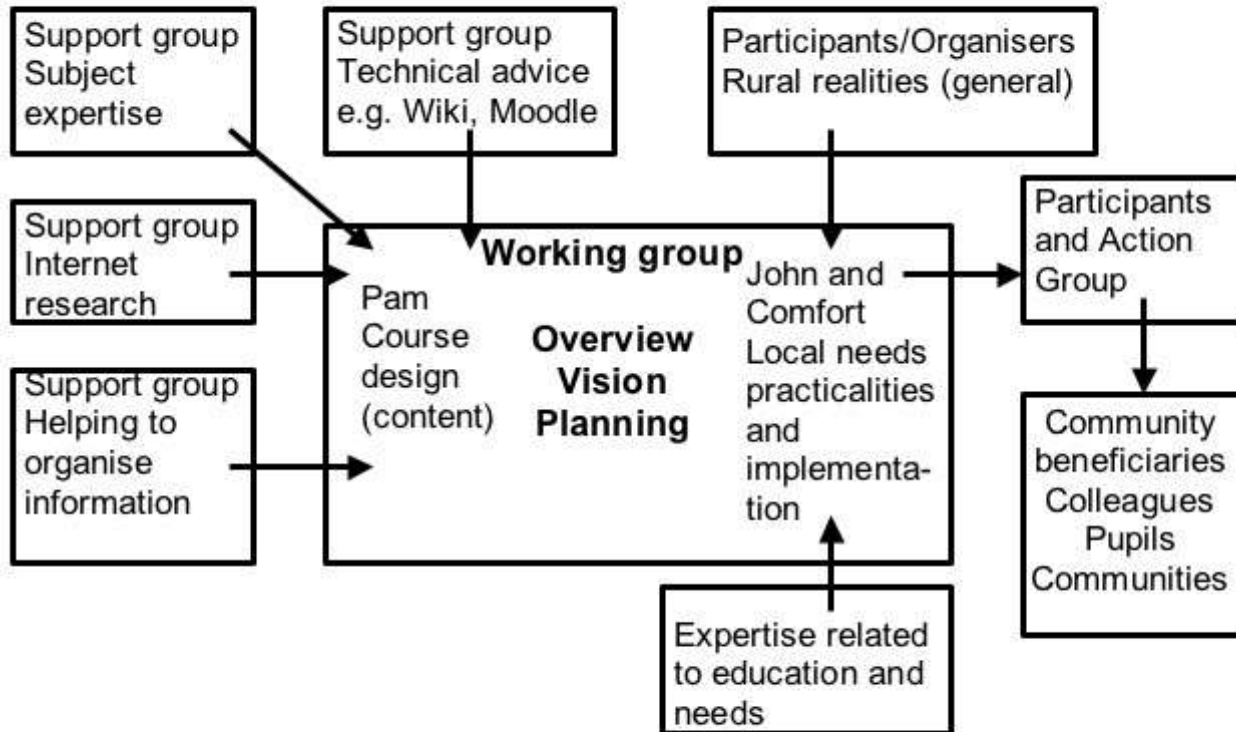 Support group
Subject
expertise
Support group
Technical advice
e.g. Wiki, Moodle
Participants/Organisers
Rural realities (general)
Support group
Internet
research
Support group
Helping to
organise
information
Working group
Pam
Course
design
(content)
Overview
Vision
Planning
John and
Comfort
Local needs
practicalities
and
implementa-
tion
Participants
and Action
Group
Community
beneficiaries
Colleagues
Pupils
Communities
Expertise related
to education and
needs